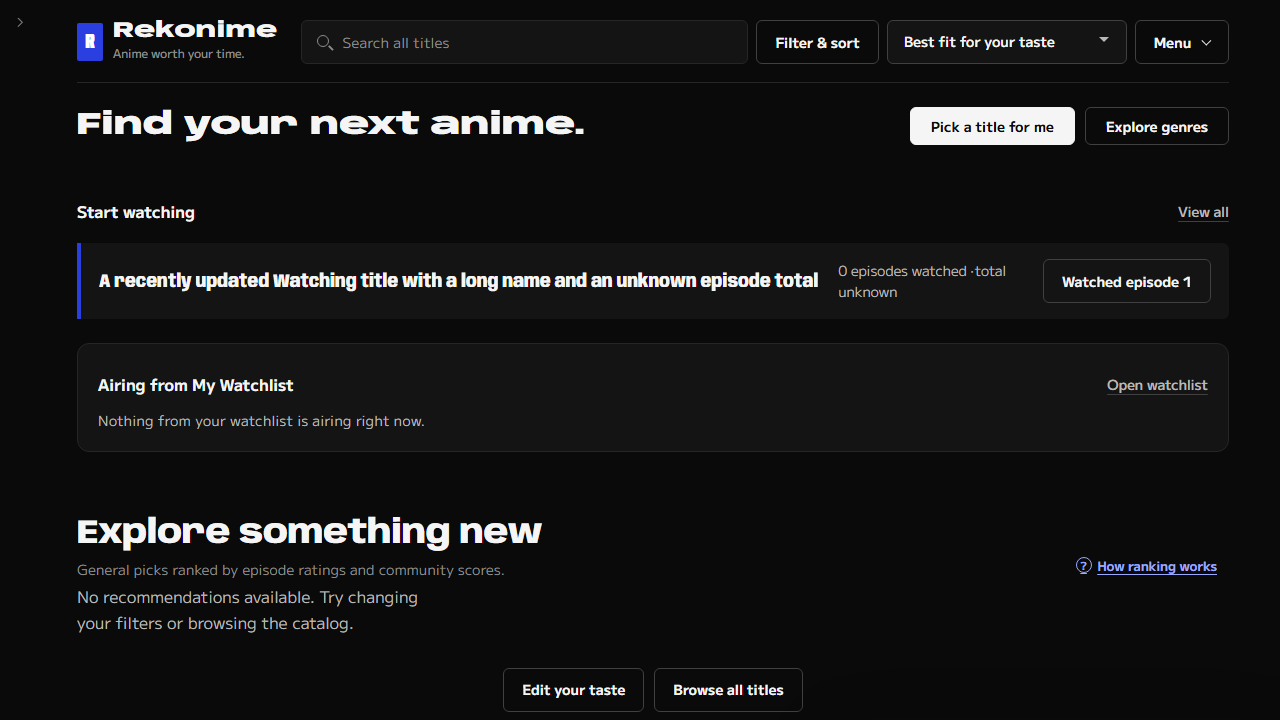 R
Rekonime
Anime worth your time.
Search all titles
Filter & sort
Best fit for your taste
Menu
Find your next anime.
Pick a title for me
Explore genres
Start watching
View all
A recently updated Watching title with a long name and an unknown episode total
0 episodes watched · total
unknown
Watched episode 1
Airing from My Watchlist
Open watchlist
Nothing from your watchlist is airing right now.
Explore something new
General picks ranked by episode ratings and community scores.
? How ranking works
No recommendations available. Try changing
your filters or browsing the catalog.
Edit your taste
Browse all titles